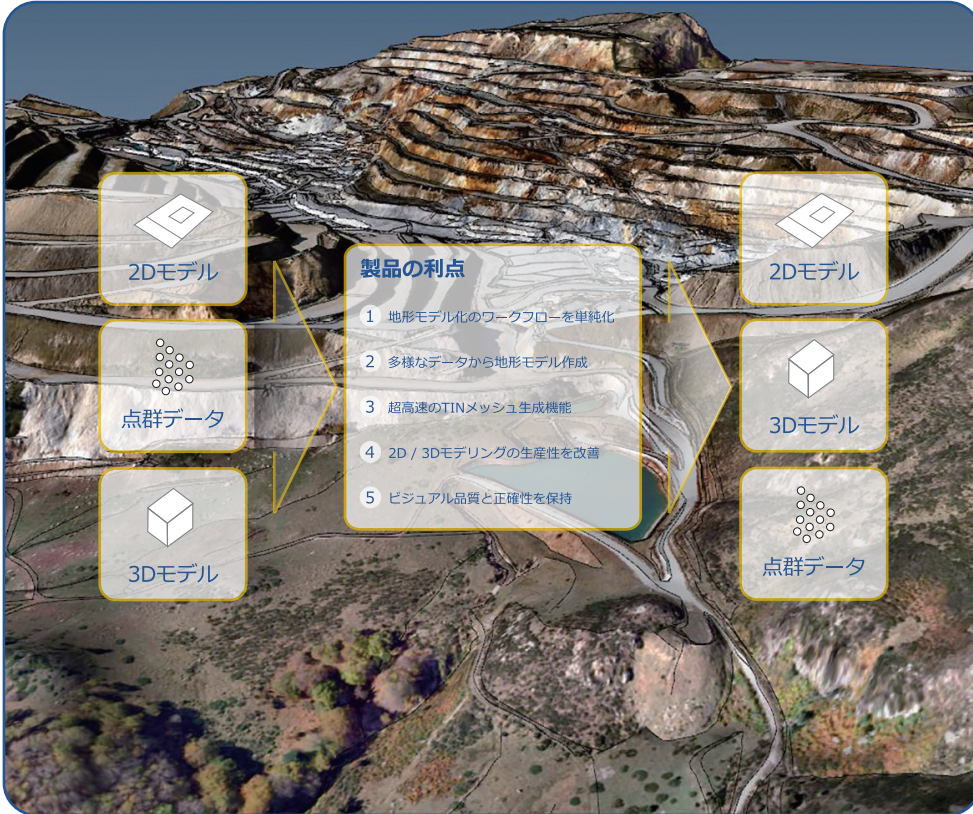 2Dモデル
点群データ
3Dモデル
製品の利点
1 地形モデル化のワークフローを単純化
2 多様なデータから地形モデル作成
3 超高速のTINメッシュ生成機能
4 2D / 3Dモデリングの生産性を改善
5 ビジュアル品質と正確性を保持
2Dモデル
3Dモデル
点群データ